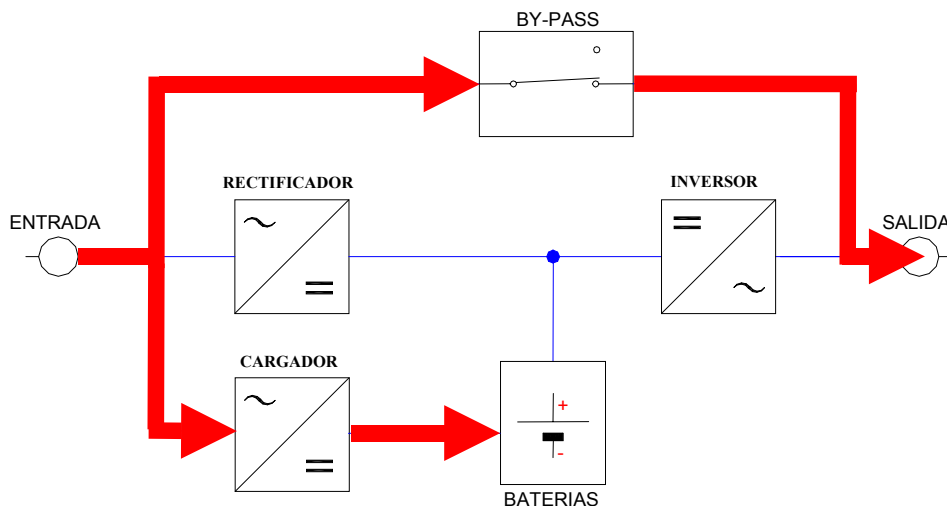 BY-PASS
RECTIFICADOR
INVERSOR
ENTRADA
SALIDA
CARGADOR
+
-
BATERIAS